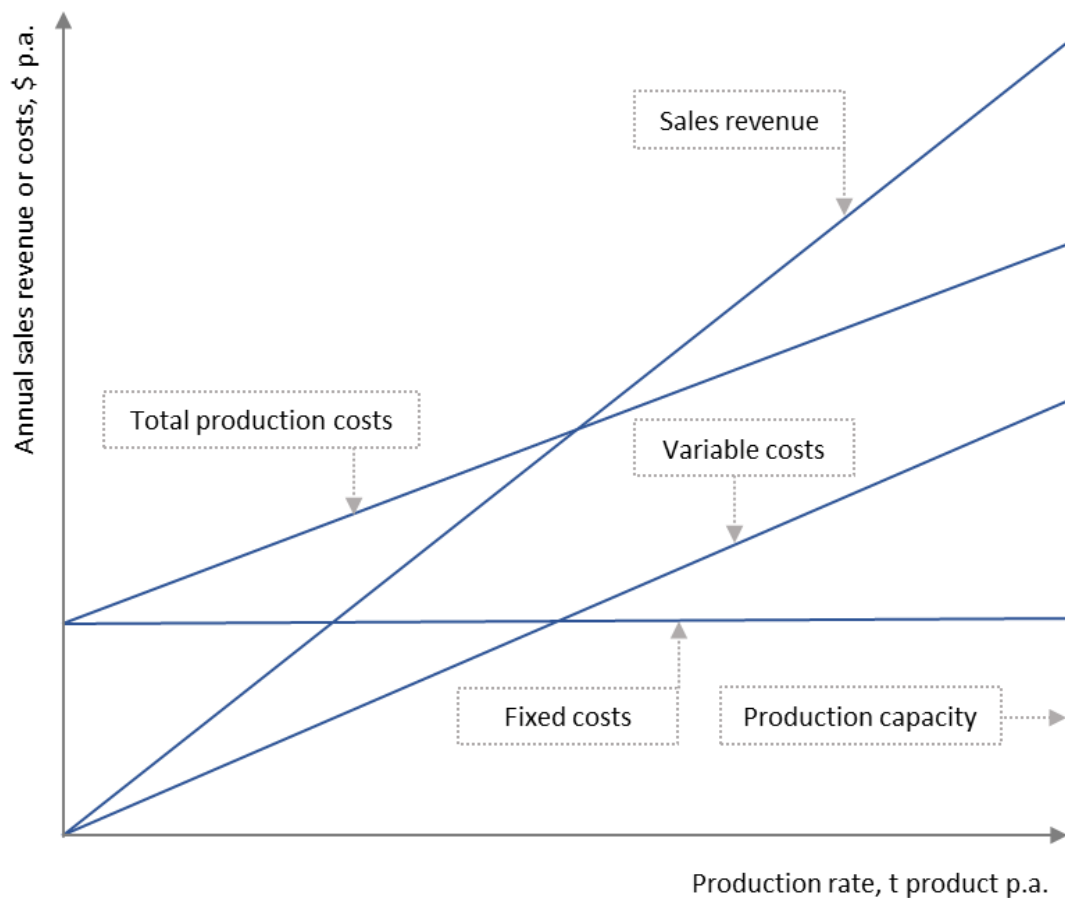 Annual sales revenue or costs, $ p.a.
Sales revenue
Total production costs
Variable costs
Fixed costs
Production capacity
Production rate, t product p.a.